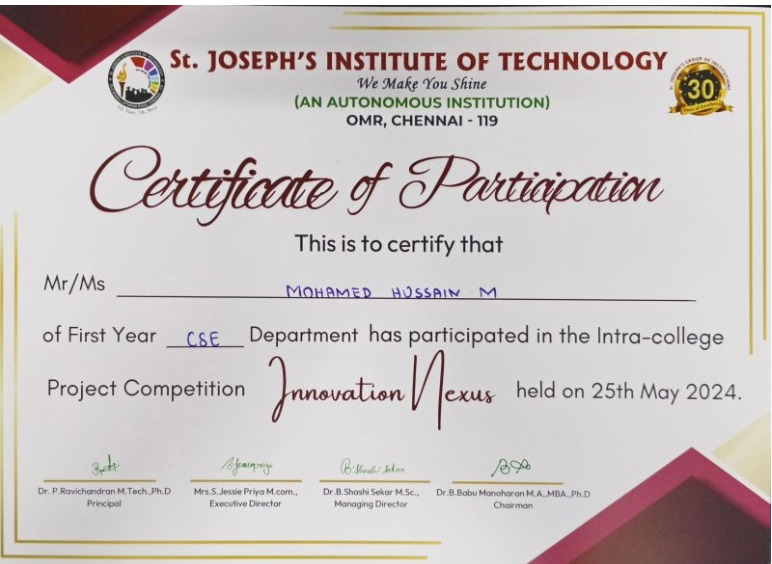 St. JOSEPH'S INSTITUTE OF TECHNOLOGY
We Make You Shine
(AN AUTONOMOUS INSTITUTION)
OMR, CHENNAI - 119
30
Certificate of Participation
This is to certify that
Mr/Ms MOHAMED HUSSAIN M
of First Year CSE Department has participated in the Intra-college
Project Competition Innovation Nexus held on 25th May 2024.
Dr. P.Ravichandran M.Tech.,Ph.D
Principal
Mrs.S.Jessie Priya M.com.,
Executive Director
Dr.B.Shashi Sekar M.Sc.,
Managing Director
Dr.B.Babu Manoharan M.A.,MBA.,Ph.D
Chairman